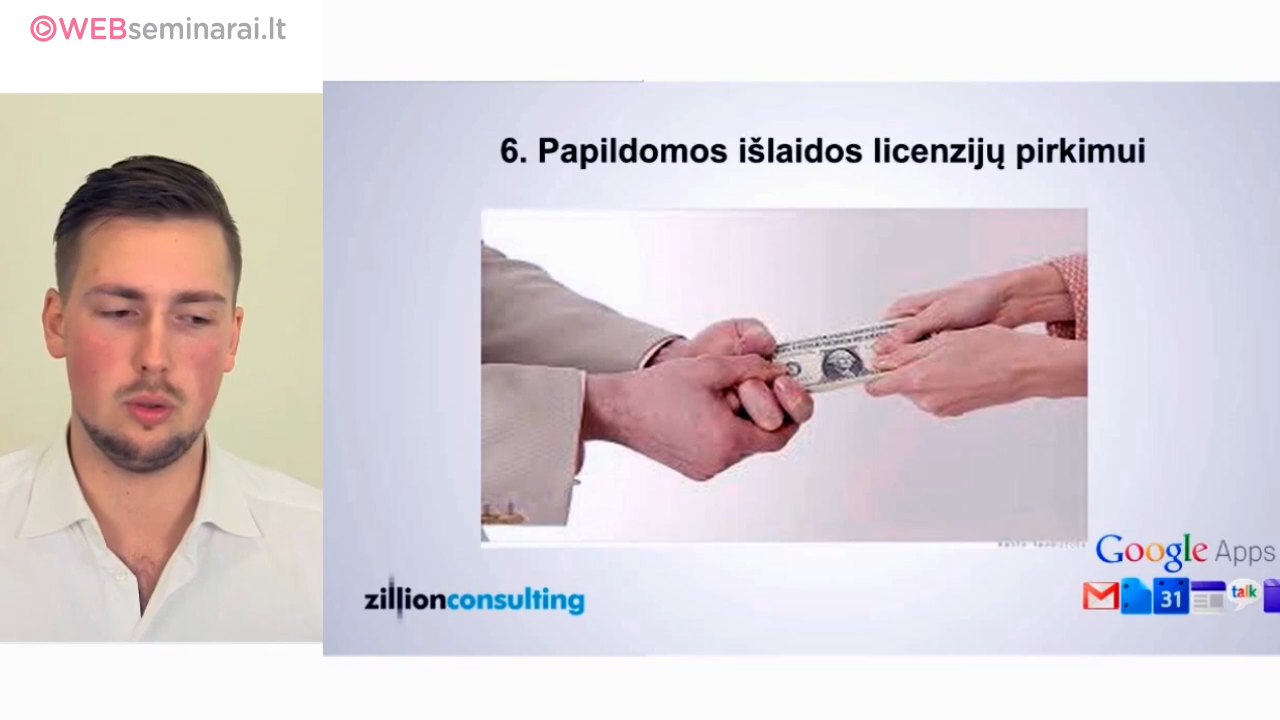 WEBseminarai.lt
6. Papildomos išlaidos licenzijų pirkimui
Google Apps
zillionconsulting
31
talk